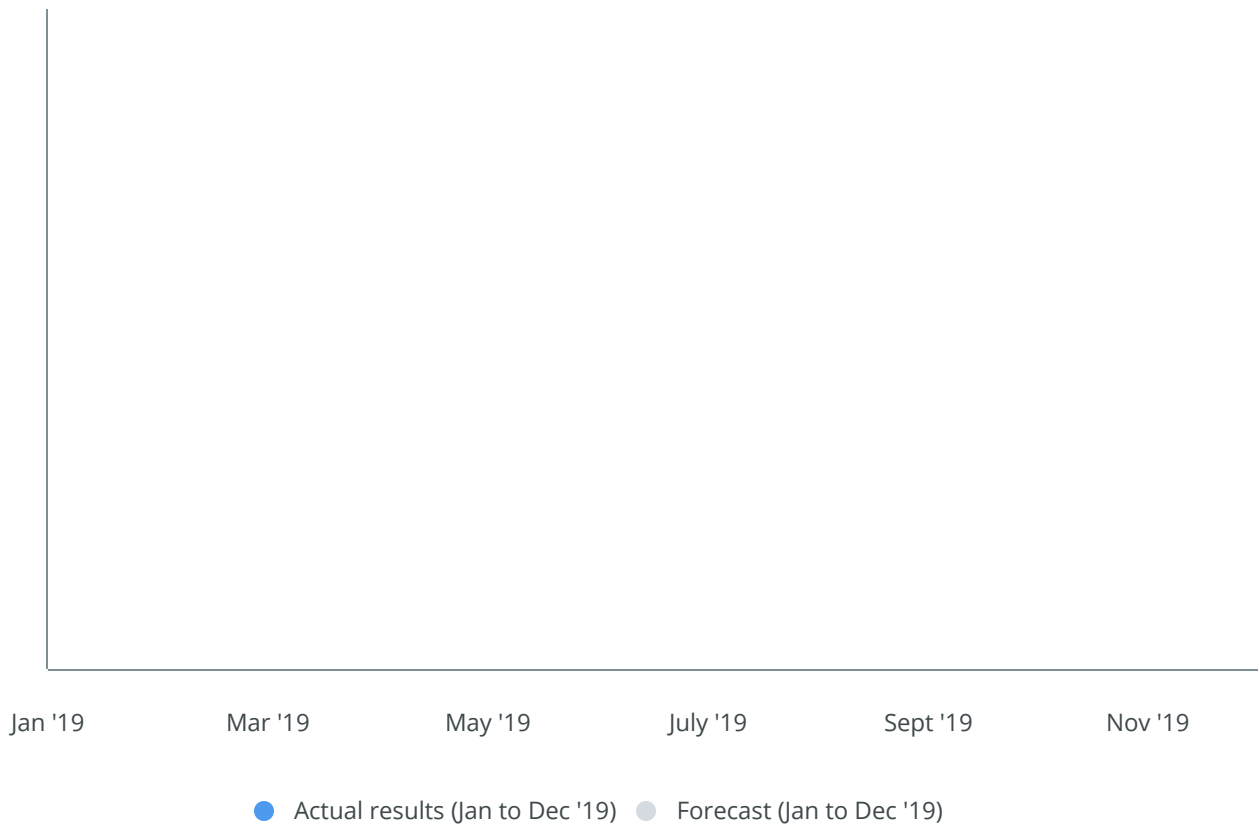 Jan '19 Mar '19 May '19 July '19 Sept '19 Nov '19
Actual results (Jan to Dec '19) Forecast (Jan to Dec '19)